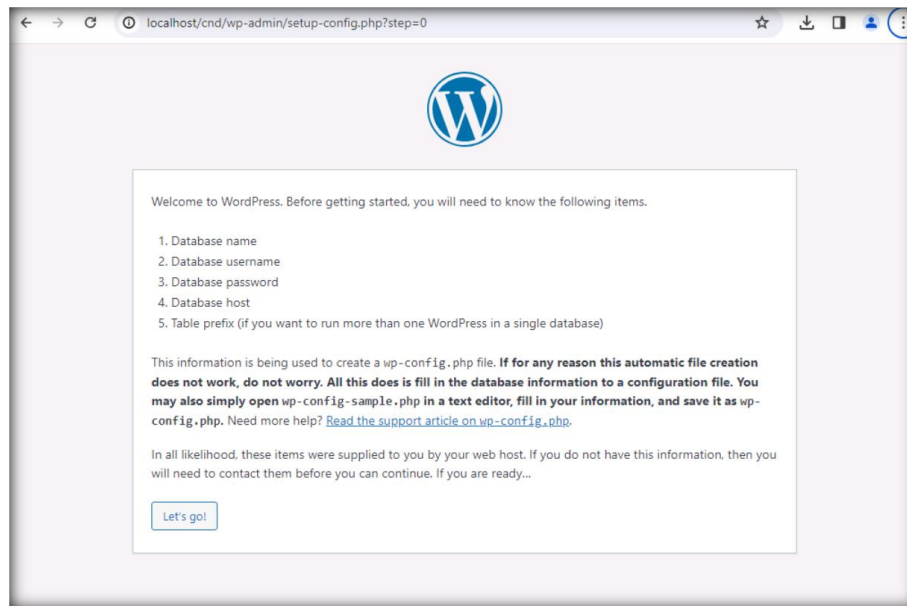 localhost/cnd/wp-admin/setup-config.php?step=0
Welcome to WordPress. Before getting started, you will need to know the following items.
1. Database name
2. Database username
3. Database password
4. Database host
5. Table prefix (if you want to run more than one WordPress in a single database)
This information is being used to create a wp-config.php file. If for any reason this automatic file creation
does not work, do not worry. All this does is fill in the database information to a configuration file. You
may also simply open wp-config-sample.php in a text editor, fill in your information, and save it as wp-
config.php. Need more help? Read the support article on wp-config.php.
In all likelihood, these items were supplied to you by your web host. If you do not have this information, then you
will need to contact them before you can continue. If you are ready...
Let's go!